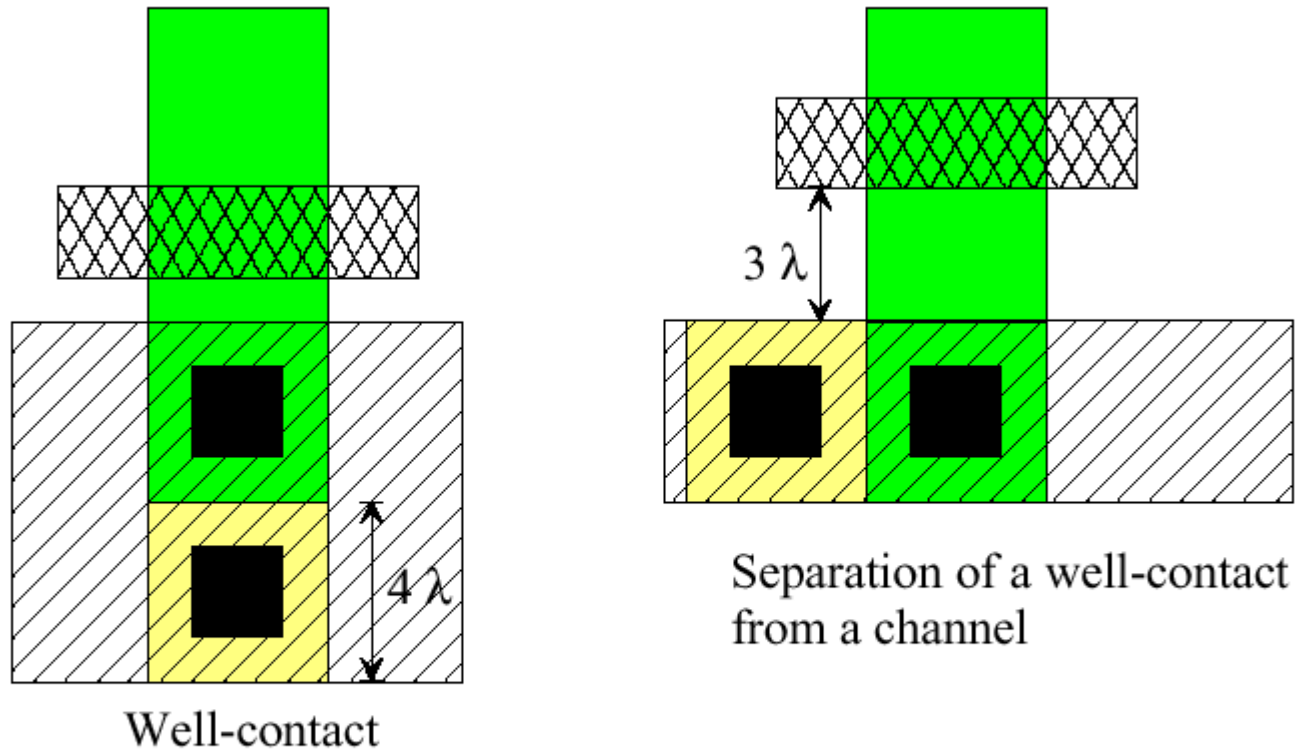 3 λ
4 λ
Separation of a well-contact
from a channel
Well-contact